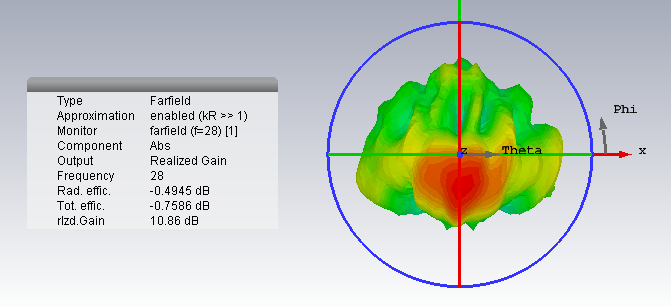 Type Farfield
Approximation enabled (kR >> 1)
Monitor farfield (f=28) [1]
Component Abs
Output Realized Gain
Frequency 28
Rad. effic. -0.4945 dB
Tot. effic. -0.7586 dB
rlzd.Gain 10.86 dB
Phi
z Theta x